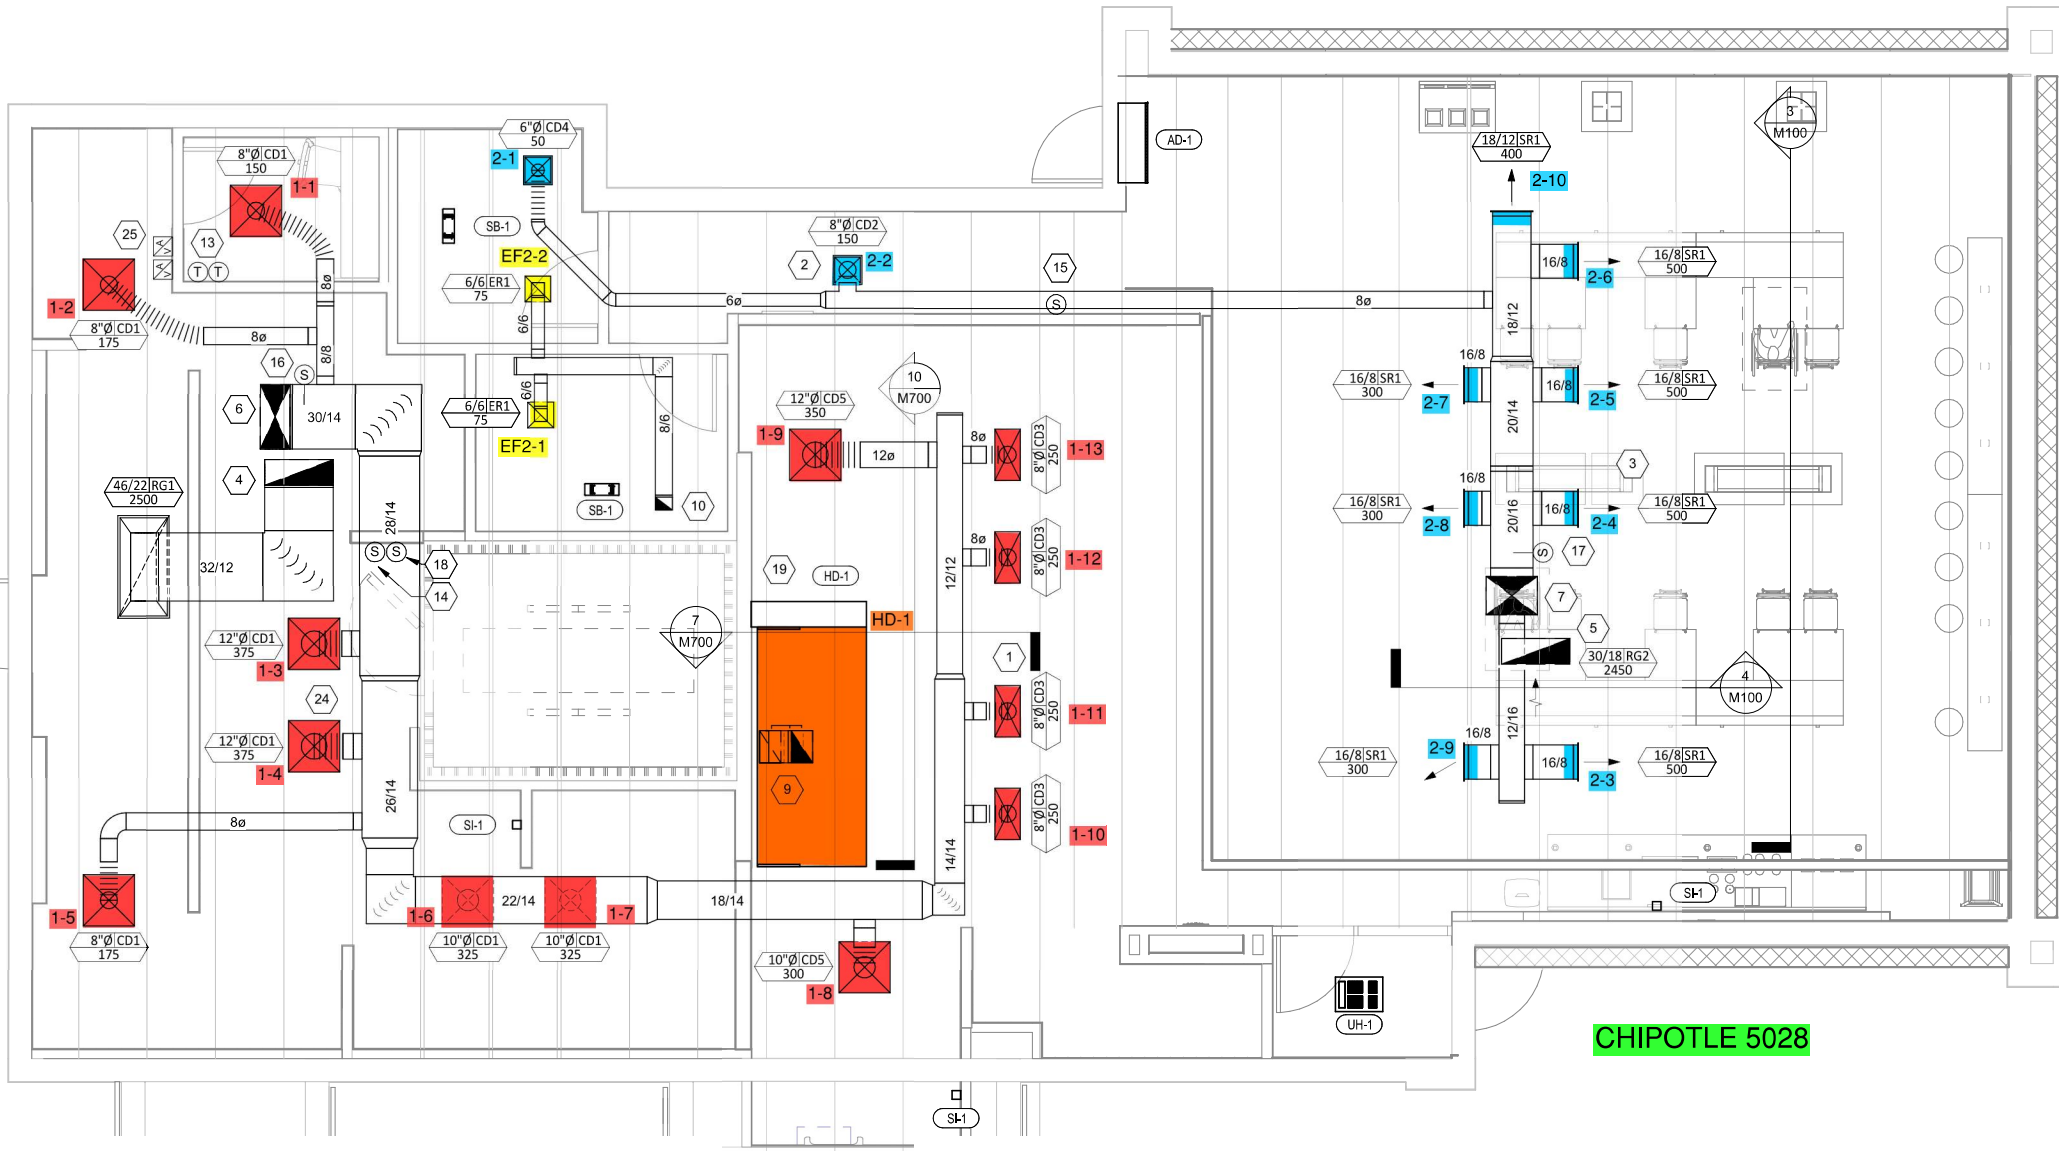 3
M100
AD-1
18/12 SR1
400
2-10
6"Ø CD4
50
2-1
8"Ø CD1
150
1-1
SB-1
EF2-2
8"Ø CD2
150
2
2-2
25
13
V
A
V
A
T
T
15
S
16/8
16/8 SR1
500
2-6
6/6 ER1
75
1-2
8"Ø CD1
175
8ø
8ø
8/8
6/6
6ø
8ø
18/12
16
S
6
30/14
6/6
6/6 ER1
75
EF2-1
8/6
12"Ø CD5
350
10
M700
16/8
16/8 SR1
300
2-7
16/8
2-5
16/8 SR1
500
20/14
1-9
12ø
8ø
8"Ø CD3
250
1-13
4
46/22 RG1
2500
28/14
SB-1
10
3
16/8
16/8 SR1
300
2-8
20/16
16/8
2-4
16/8 SR1
500
32/12
S
S
18
14
19
HD-1
12/12
8ø
8"Ø CD3
250
1-12
S
17
7
5
30/18 RG2
2450
HD-1
7
M700
1
12"Ø CD1
375
1-3
24
4
M100
8"Ø CD3
250
1-11
12/16
12"Ø CD1
375
1-4
26/14
9
16/8
16/8 SR1
300
2-9
16/8
2-3
16/8 SR1
500
8ø
SI-1
14/14
8"Ø CD3
250
1-10
1-5
8"Ø CD1
175
1-6
22/14
1-7
18/14
10"Ø CD1
325
10"Ø CD1
325
10"Ø CD5
300
1-8
SI-1
UH-1
CHIPOTLE 5028
SI-1